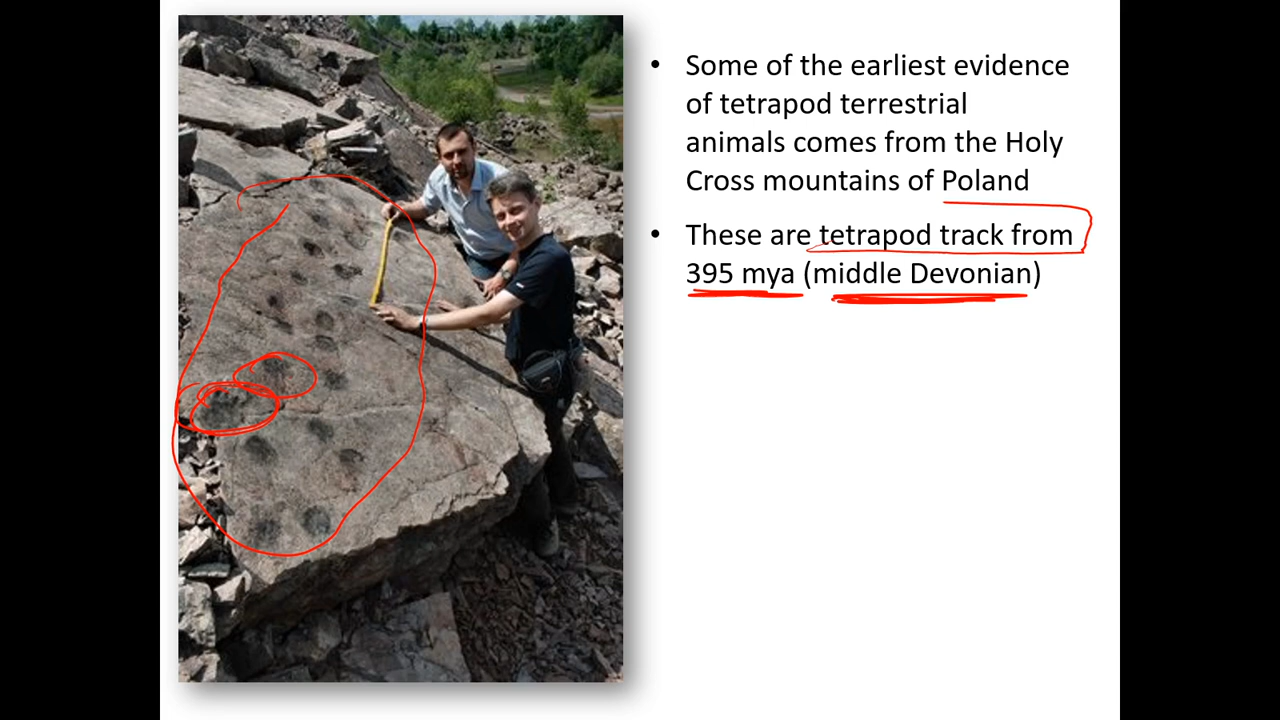 • Some of the earliest evidence
of tetrapod terrestrial
animals comes from the Holy
Cross mountains of Poland
• These are tetrapod track from
395 mya (middle Devonian)